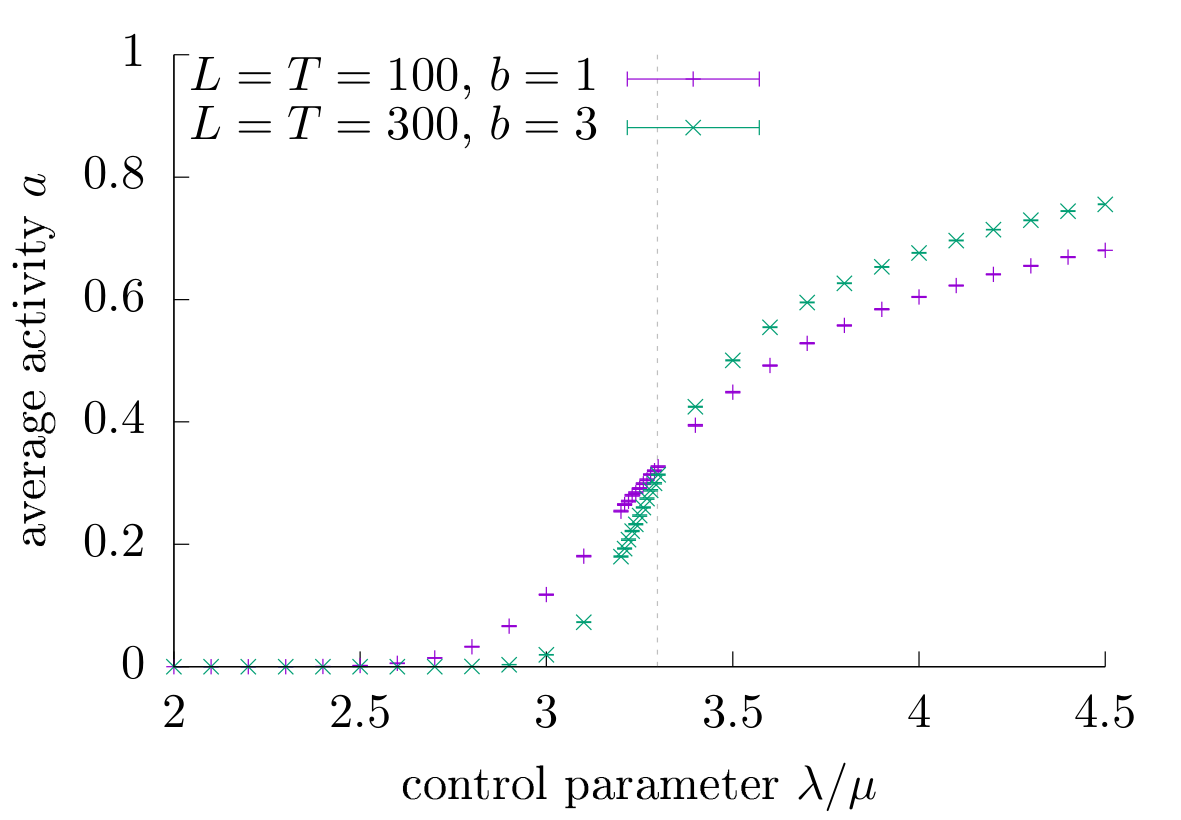 L = T = 100, b = 1
L = T = 300, b = 3
1
0.8
0.6
0.4
0.2
0
average activity a
2 2.5 3 3.5 4 4.5
control parameter λ/μ